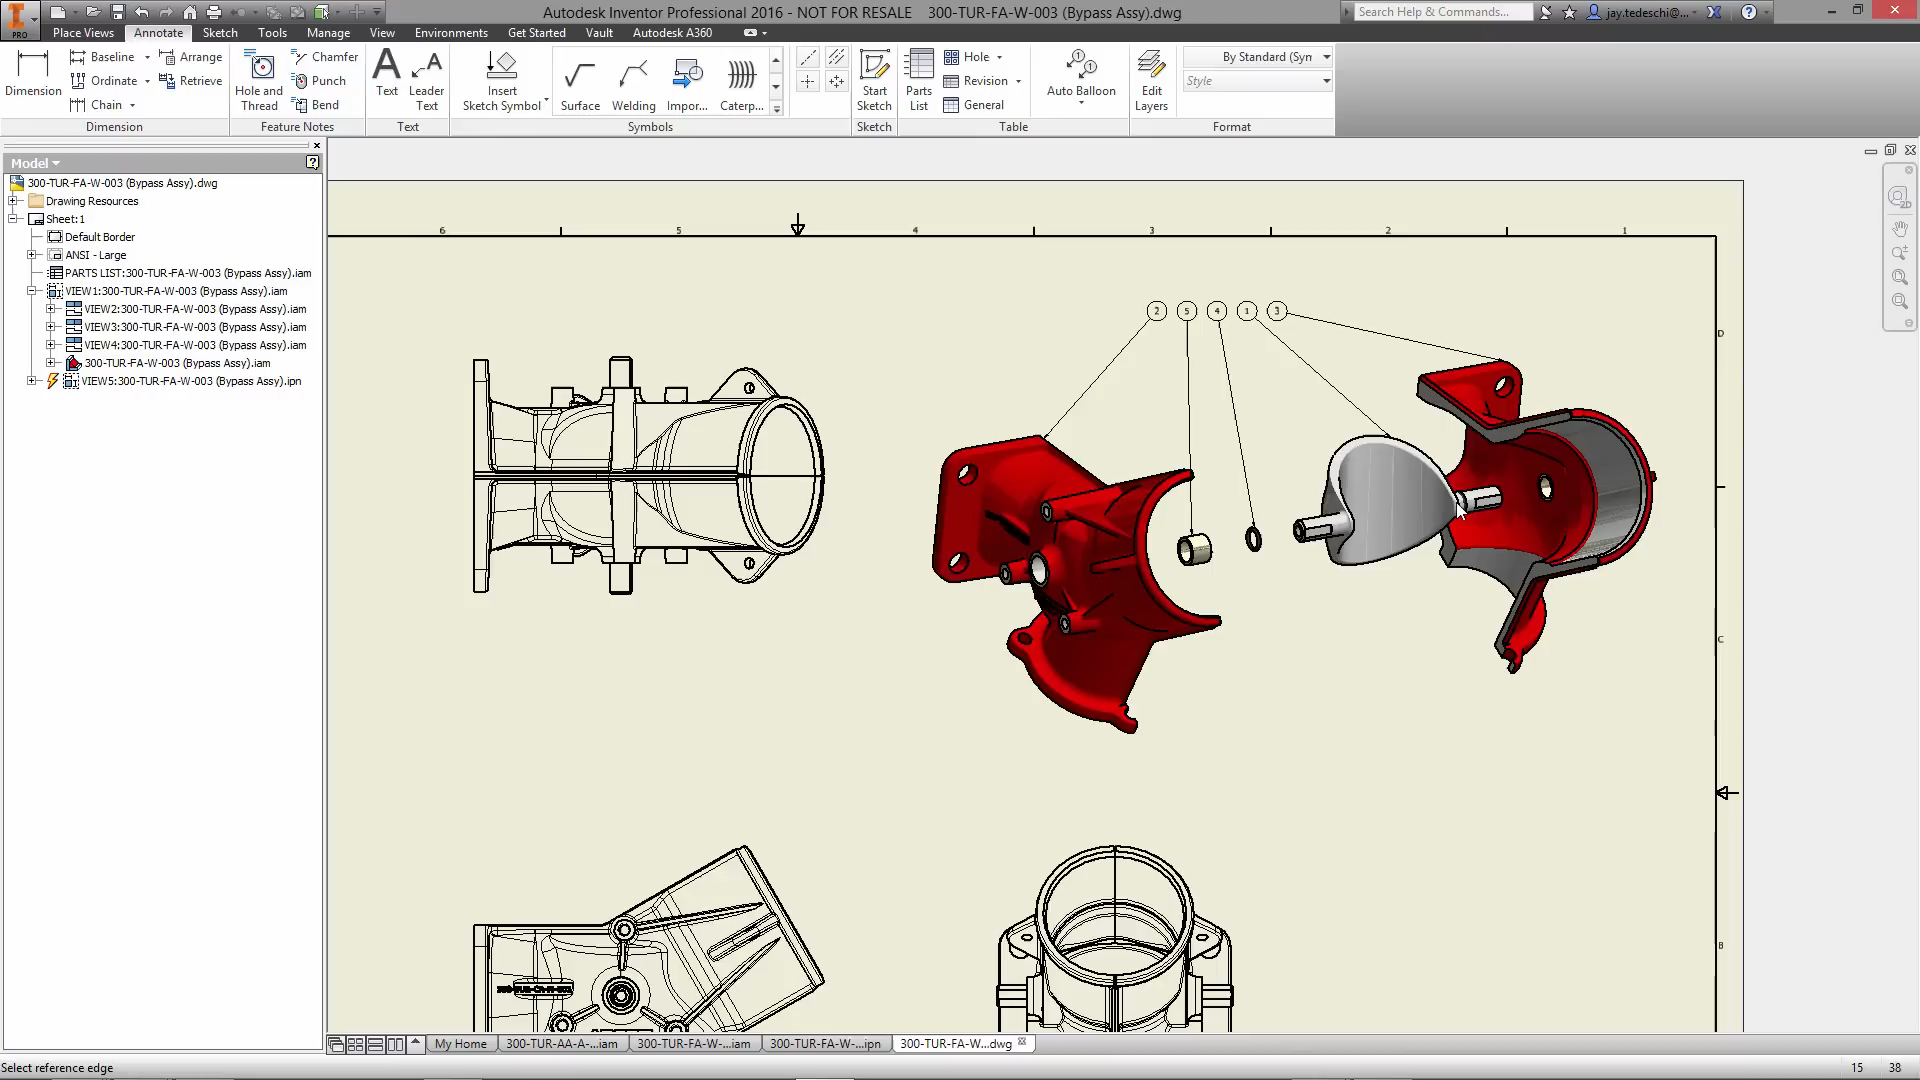 PRO
Autodesk Inventor Professional 2016 - NOT FOR RESALE 300-TUR-FA-W-003 (Bypass Assy).dwg
Search Help & Commands...
jay.tedeschi@...
Place Views Annotate Sketch Tools Manage View Environments Get Started Vault Autodesk A360
Baseline Arrange
Ordinate Retrieve
Chain
Dimension
Dimension
Hole and Thread
Chamfer
Punch
Bend
Feature Notes
Text
Leader Text
Text
Insert Sketch Symbol
Surface
Welding
Impor...
Caterp...
Symbols
Start Sketch
Sketch
Parts List
Hole
Revision
General
Table
Auto Balloon
Edit Layers
By Standard (Syn
Style
Format
Model
300-TUR-FA-W-003 (Bypass Assy).dwg
Drawing Resources
Sheet:1
Default Border
ANSI - Large
PARTS LIST:300-TUR-FA-W-003 (Bypass Assy).iam
VIEW1:300-TUR-FA-W-003 (Bypass Assy).iam
VIEW2:300-TUR-FA-W-003 (Bypass Assy).iam
VIEW3:300-TUR-FA-W-003 (Bypass Assy).iam
VIEW4:300-TUR-FA-W-003 (Bypass Assy).iam
300-TUR-FA-W-003 (Bypass Assy).iam
VIEW5:300-TUR-FA-W-003 (Bypass Assy).ipn
6 5 4 3 2 1
2 5 4 1 3
D
C
B
2D
My Home 300-TUR-AA-A-...iam 300-TUR-FA-W-...iam 300-TUR-FA-W-...ipn 300-TUR-FA-W...dwg
Select reference edge
15 38